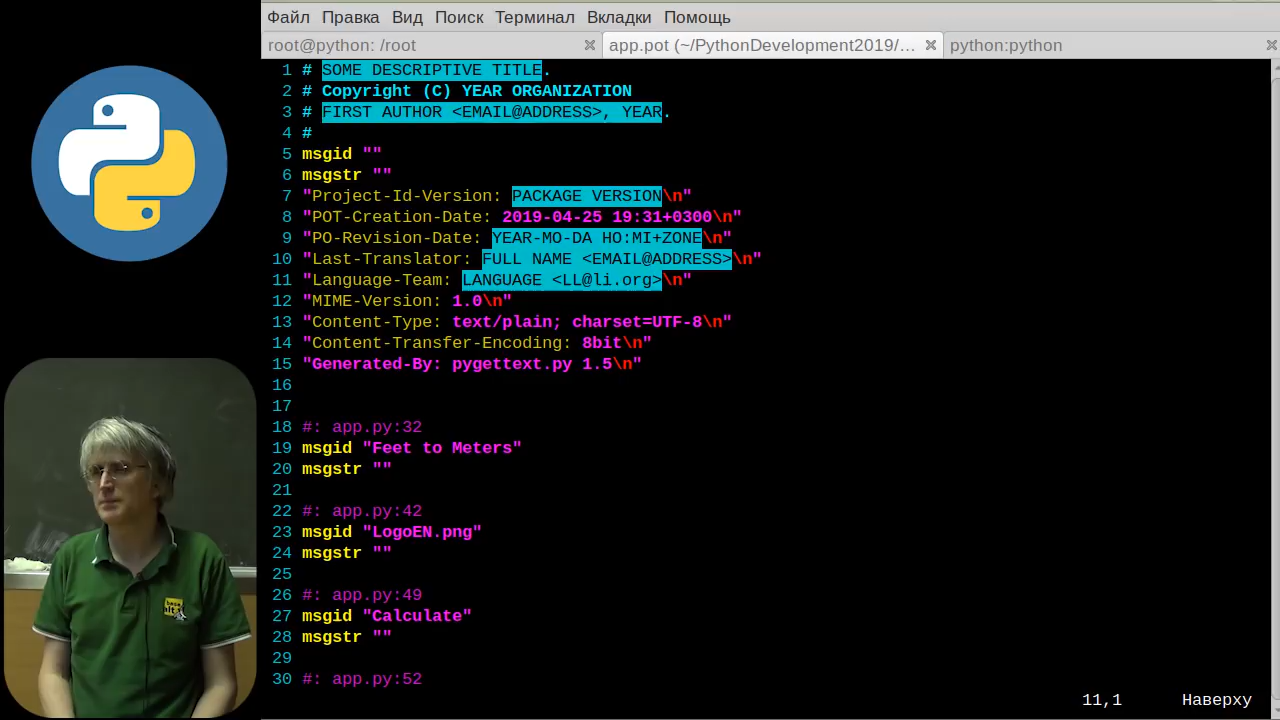 Файл Правка Вид Поиск Терминал Вкладки Помощь
root@python: /root
app.pot (~/PythonDevelopment2019/…
python:python
1 # SOME DESCRIPTIVE TITLE.
2 # Copyright (C) YEAR ORGANIZATION
3 # FIRST AUTHOR <EMAIL@ADDRESS>, YEAR.
4 #
5 msgid ""
6 msgstr ""
7 "Project-Id-Version: PACKAGE VERSION\n"
8 "POT-Creation-Date: 2019-04-25 19:31+0300\n"
9 "PO-Revision-Date: YEAR-MO-DA HO:MI+ZONE\n"
10 "Last-Translator: FULL NAME <EMAIL@ADDRESS>\n"
11 "Language-Team: LANGUAGE <LL@li.org>\n"
12 "MIME-Version: 1.0\n"
13 "Content-Type: text/plain; charset=UTF-8\n"
14 "Content-Transfer-Encoding: 8bit\n"
15 "Generated-By: pygettext.py 1.5\n"
16
17
18 #: app.py:32
19 msgid "Feet to Meters"
20 msgstr ""
21
22 #: app.py:42
23 msgid "LogoEN.png"
24 msgstr ""
25
26 #: app.py:49
27 msgid "Calculate"
28 msgstr ""
29
30 #: app.py:52
11,1 Наверху